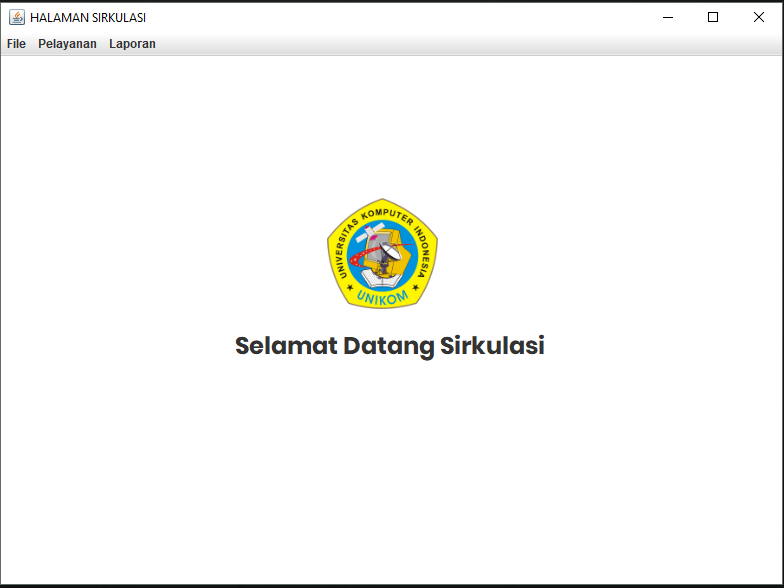 HALAMAN SIRKULASI
File Pelayanan Laporan
UNIVERSITAS KOMPUTER INDONESIA
UNIKOM
Selamat Datang Sirkulasi